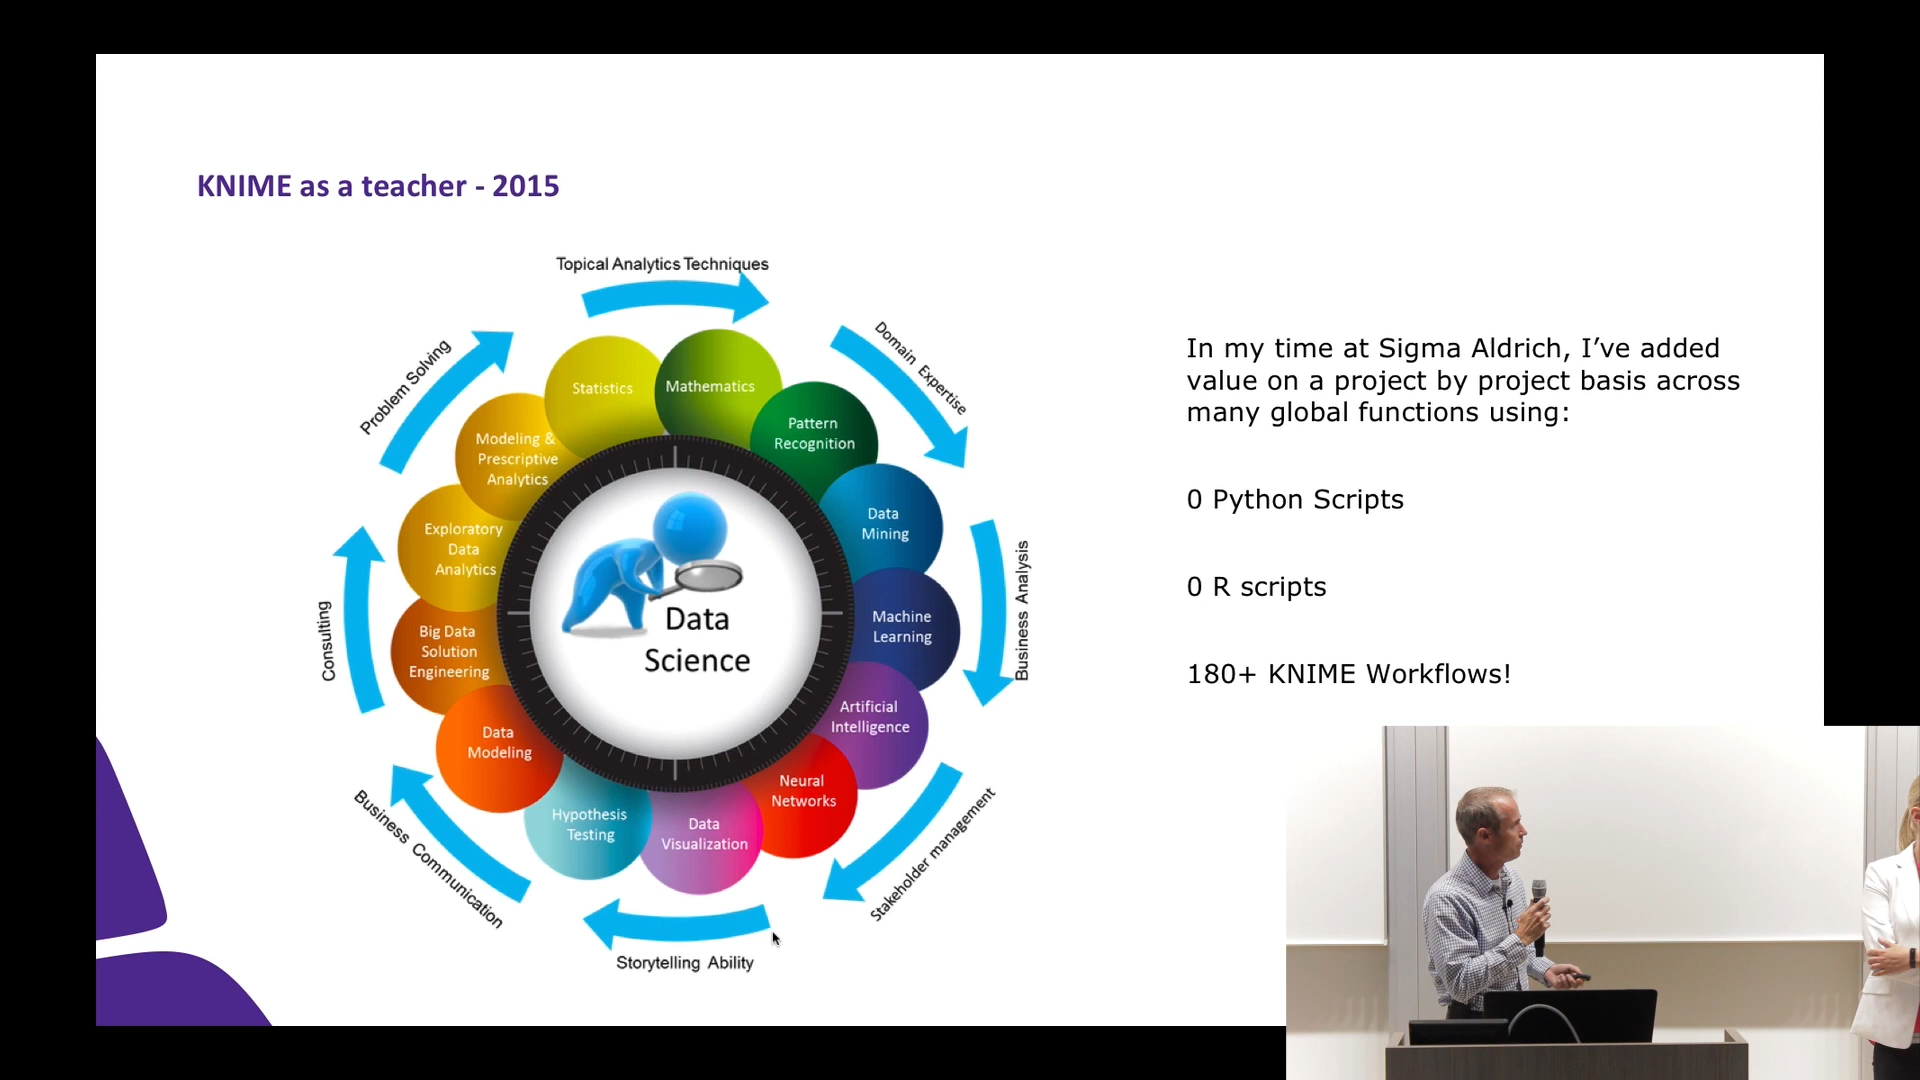 KNIME as a teacher - 2015
Topical Analytics Techniques
Domain Expertise
Business Analysis
Stakeholder management
Storytelling Ability
Business Communication
Consulting
Problem Solving
Statistics
Mathematics
Pattern
Recognition
Data
Mining
Machine
Learning
Artificial
Intelligence
Neural
Networks
Data
Visualization
Hypothesis
Testing
Data
Modeling
Big Data
Solution
Engineering
Exploratory
Data
Analytics
Modeling &
Prescriptive
Analytics
Data
Science
In my time at Sigma Aldrich, I’ve added
value on a project by project basis across
many global functions using:
0 Python Scripts
0 R scripts
180+ KNIME Workflows!